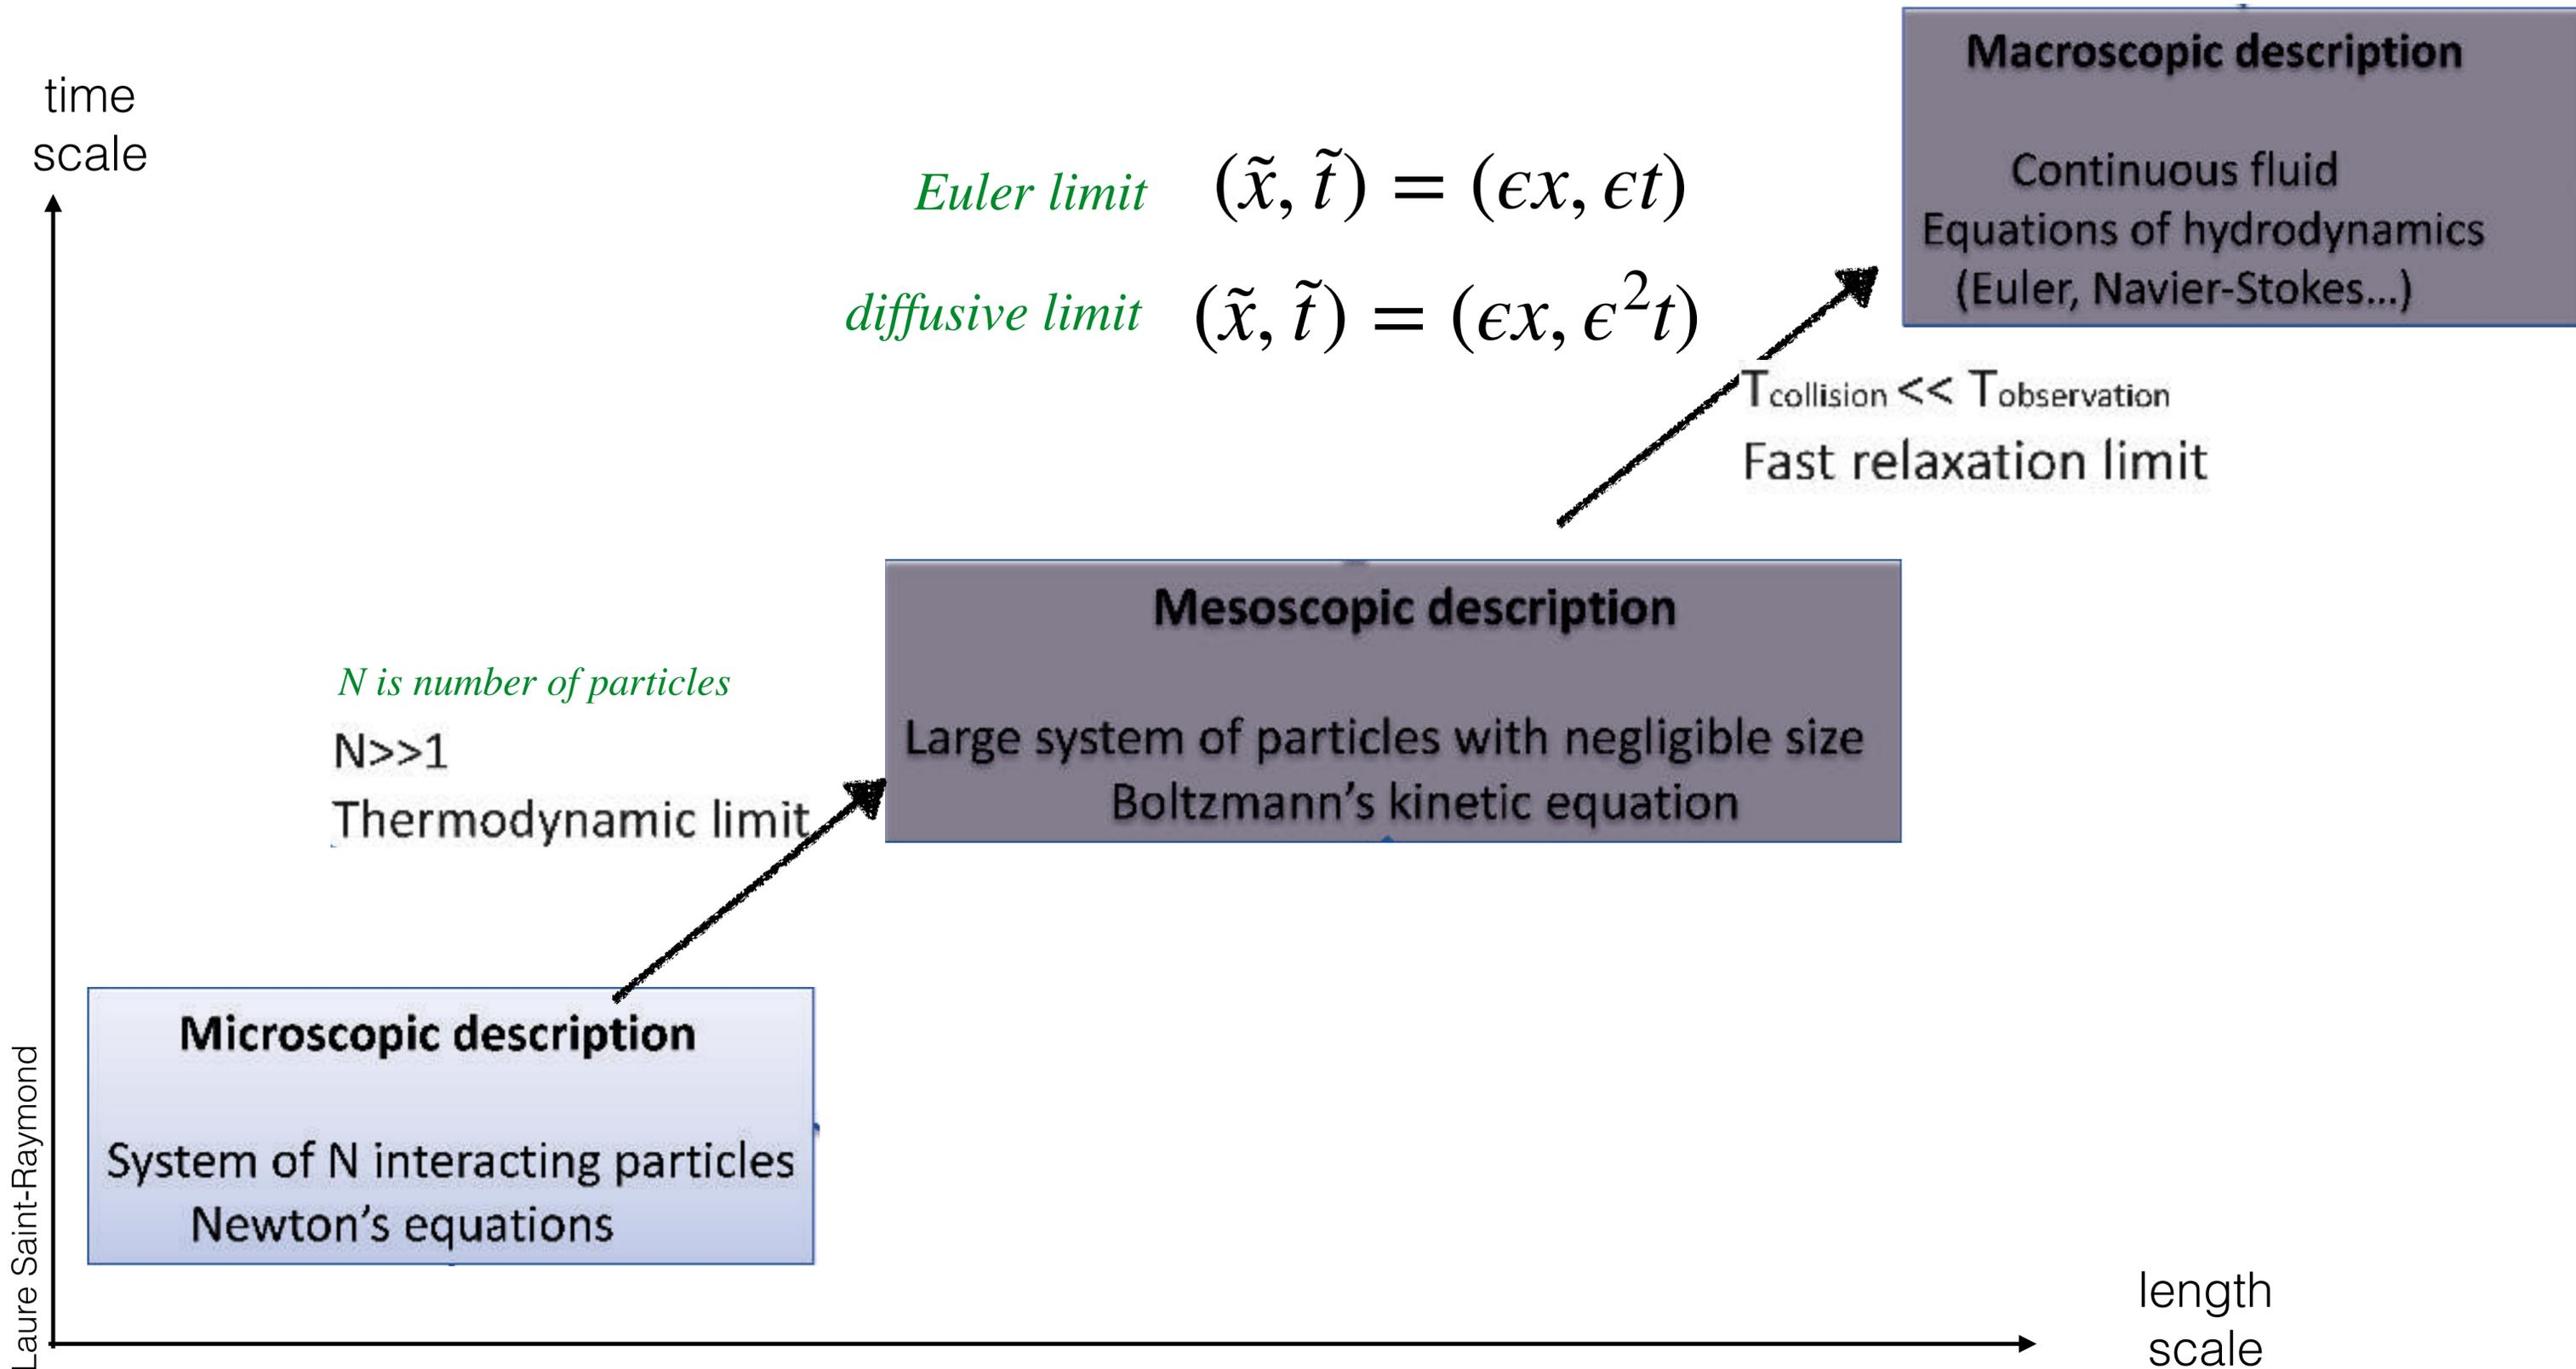 time
scale
Euler limit (x̃, t̃) = (ϵx, ϵt)
diffusive limit (x̃, t̃) = (ϵx, ϵ²t)
Macroscopic description
Continuous fluid
Equations of hydrodynamics
(Euler, Navier-Stokes...)
Tcollision << Tobservation
Fast relaxation limit
Mesoscopic description
Large system of particles with negligible size
Boltzmann’s kinetic equation
N is number of particles
N>>1
Thermodynamic limit
Microscopic description
System of N interacting particles
Newton’s equations
Laure Saint-Raymond
length
scale